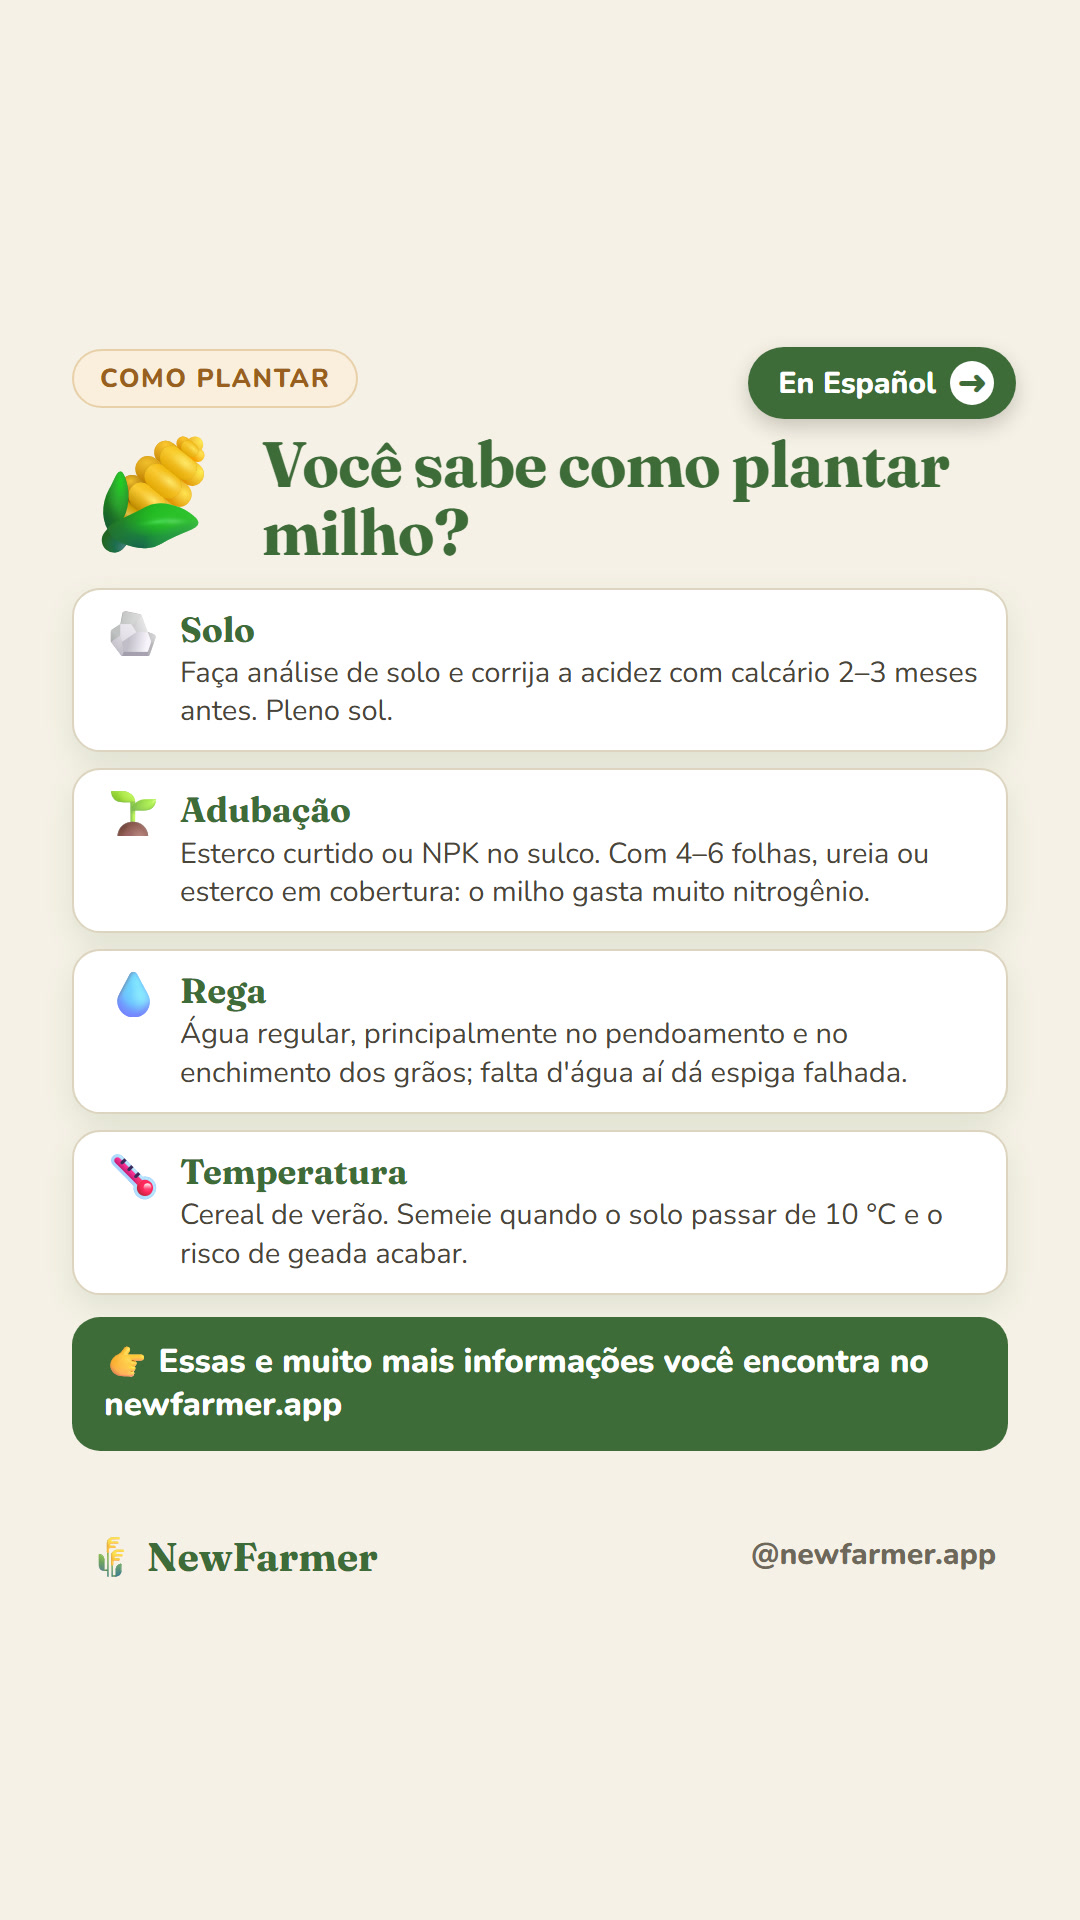 COMO PLANTAR
En Español
Você sabe como plantar
milho?
Solo
Faça análise de solo e corrija a acidez com calcário 2–3 meses
antes. Pleno sol.
Adubação
Esterco curtido ou NPK no sulco. Com 4–6 folhas, ureia ou
esterco em cobertura: o milho gasta muito nitrogênio.
Rega
Água regular, principalmente no pendoamento e no
enchimento dos grãos; falta d'água aí dá espiga falhada.
Temperatura
Cereal de verão. Semeie quando o solo passar de 10 °C e o
risco de geada acabar.
👉 Essas e muito mais informações você encontra no
newfarmer.app
NewFarmer
@newfarmer.app